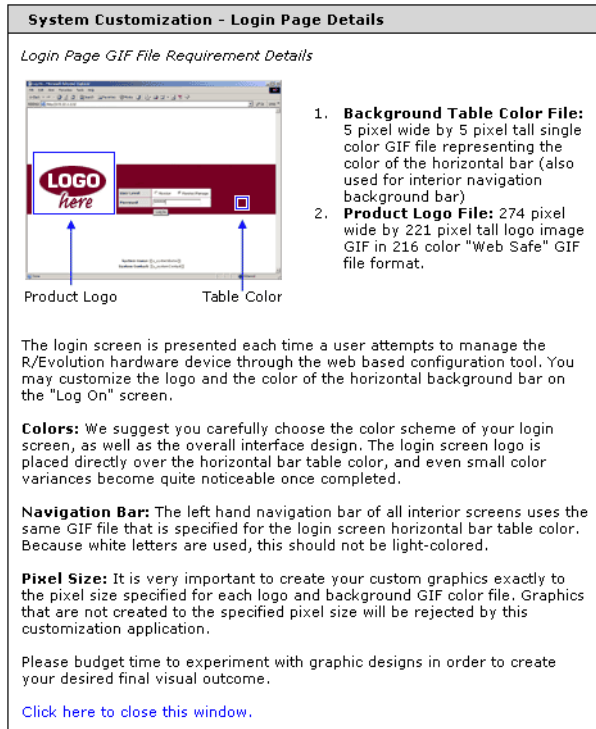 System Customization - Login Page Details
Login Page GIF File Requirement Details
LOGO
here
Product Logo
Table Color
1. Background Table Color File:
5 pixel wide by 5 pixel tall single
color GIF file representing the
color of the horizontal bar (also
used for interior navigation
background bar)
2. Product Logo File: 274 pixel
wide by 221 pixel tall logo image
GIF in 216 color "Web Safe" GIF
file format.
The login screen is presented each time a user attempts to manage the
R/Evolution hardware device through the web based configuration tool. You
may customize the logo and the color of the horizontal background bar on
the "Log On" screen.
Colors: We suggest you carefully choose the color scheme of your login
screen, as well as the overall interface design. The login screen logo is
placed directly over the horizontal bar table color, and even small color
variances become quite noticeable once completed.
Navigation Bar: The left hand navigation bar of all interior screens uses the
same GIF file that is specified for the login screen horizontal bar table color.
Because white letters are used, this should not be light-colored.
Pixel Size: It is very important to create your custom graphics exactly to
the pixel size specified for each logo and background GIF color file. Graphics
that are not created to the specified pixel size will be rejected by this
customization application.
Please budget time to experiment with graphic designs in order to create
your desired final visual outcome.
Click here to close this window.